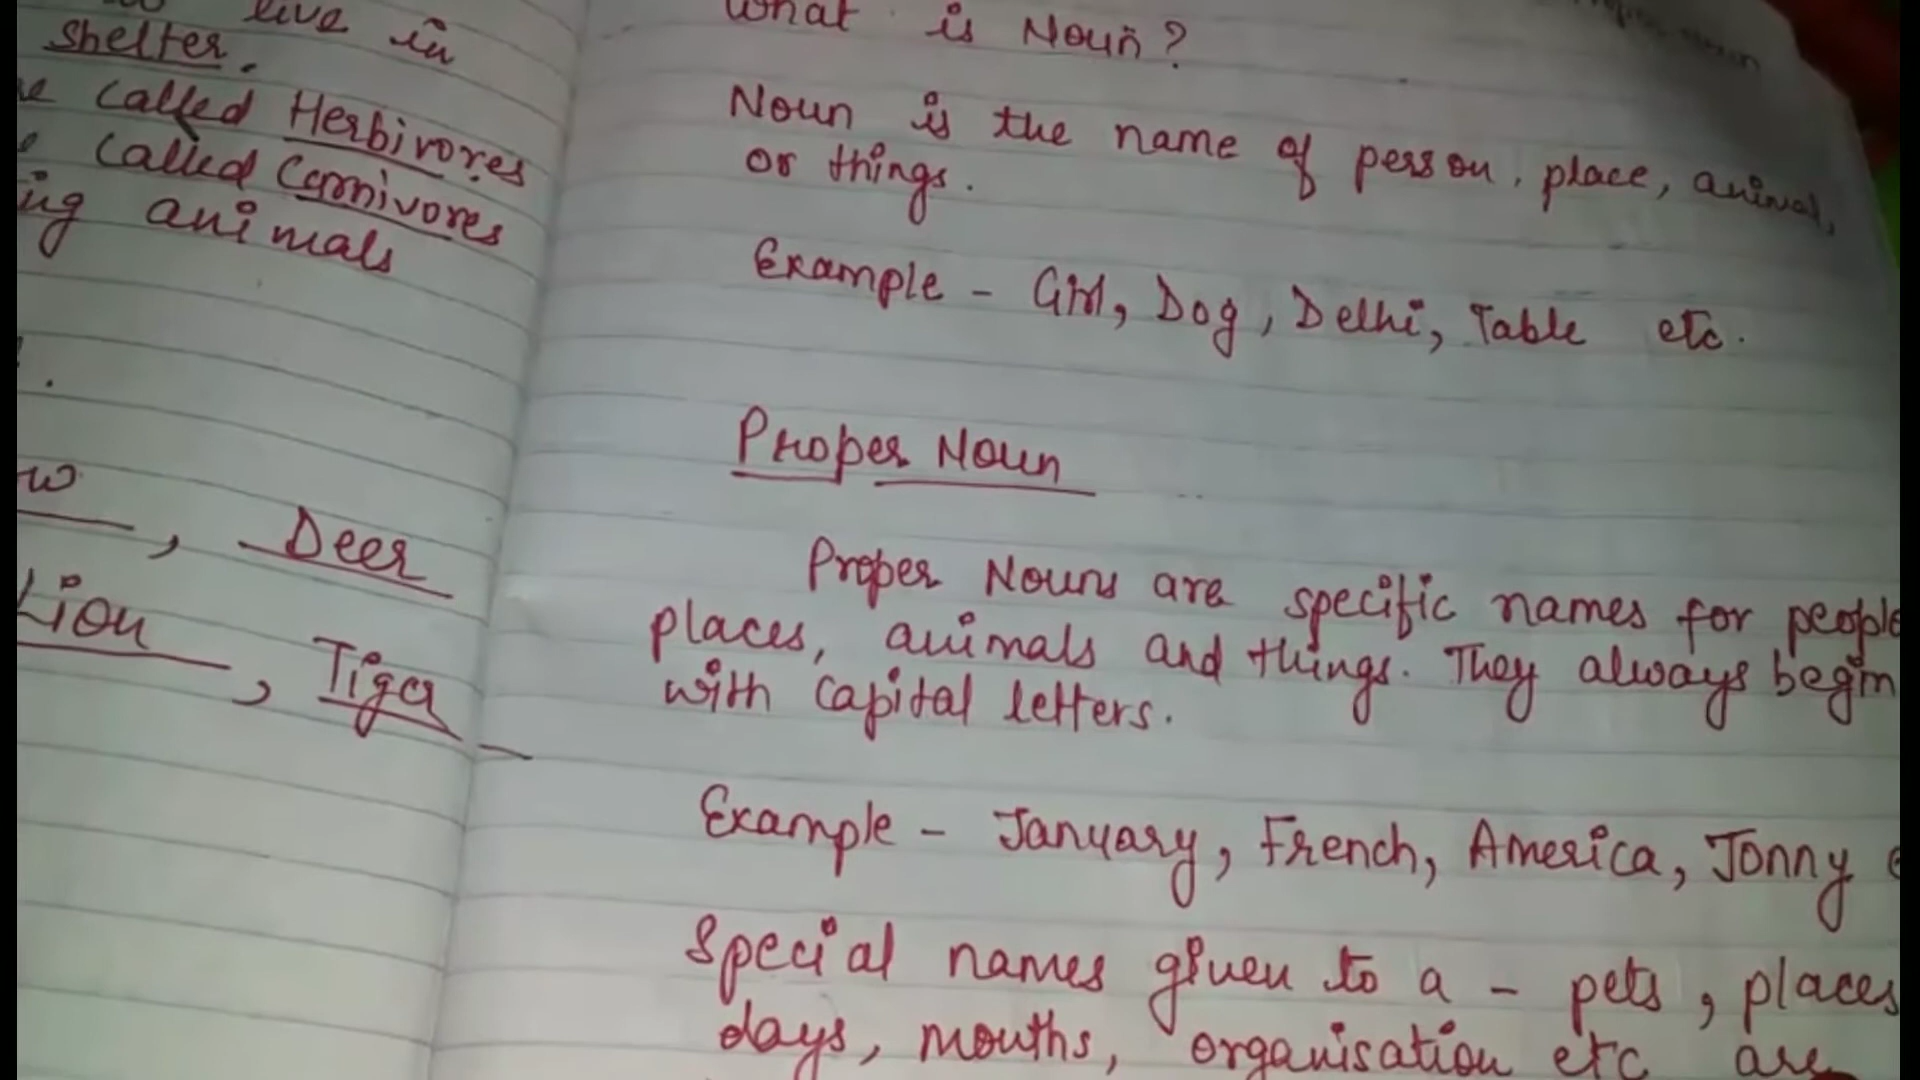 live in
shelter.
called Herbivores
called Carnivores
animals
Deer
Lion, Tiger
What is Noun?
Noun is the name of person, place, animal,
or things.
Example - Girl, Dog, Delhi, Table etc.
Proper Noun
Proper Nouns are specific names for people
places, animals and things. They always begin
with capital letters.
Example - January, French, America, Jonny
Special names given to a - pets, places
days, months, organisation etc are